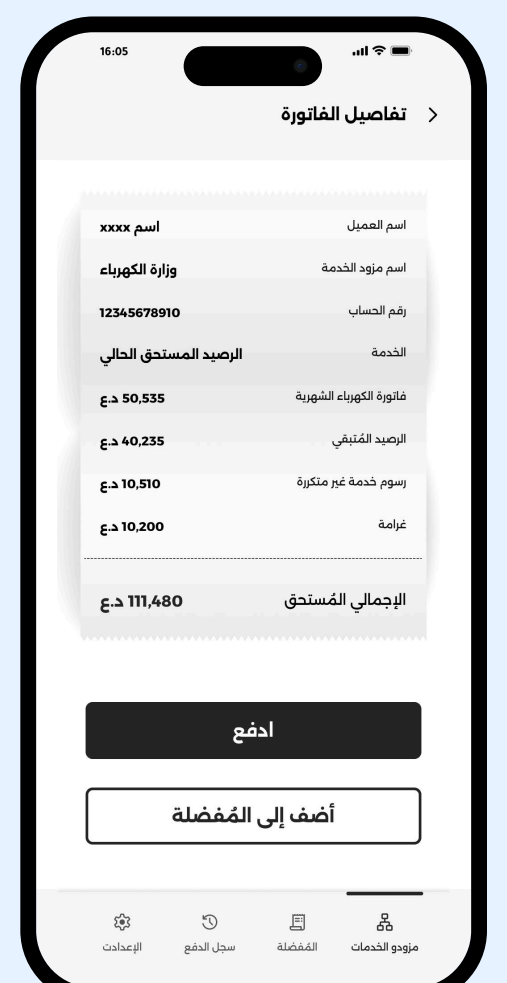 16:05
تفاصيل الفاتورة
اسم العميل اسم xxxx
اسم مزود الخدمة وزارة الكهرباء
رقم الحساب 12345678910
الخدمة الرصيد المستحق الحالي
فاتورة الكهرباء الشهرية 50,535 د.ع
الرصيد المُتبقي 40,235 د.ع
رسوم خدمة غير متكررة 10,510 د.ع
غرامة 10,200 د.ع
الإجمالي المُستحق 111,480 د.ع
ادفع
أضف إلى المُفضلة
مزودو الخدمات المُفضلة سجل الدفع الإعدادت